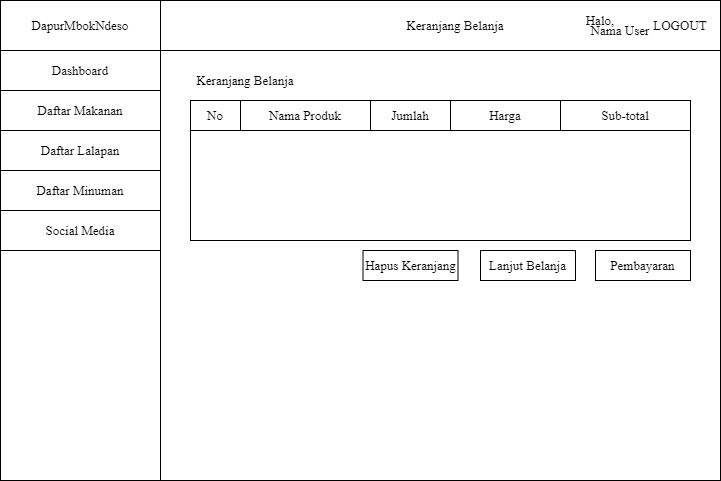 DapurMbokNdeso
Keranjang Belanja
Halo,
Nama User
LOGOUT
Dashboard
Daftar Makanan
Daftar Lalapan
Daftar Minuman
Social Media
Keranjang Belanja
No Nama Produk Jumlah Harga Sub-total
Hapus Keranjang Lanjut Belanja Pembayaran